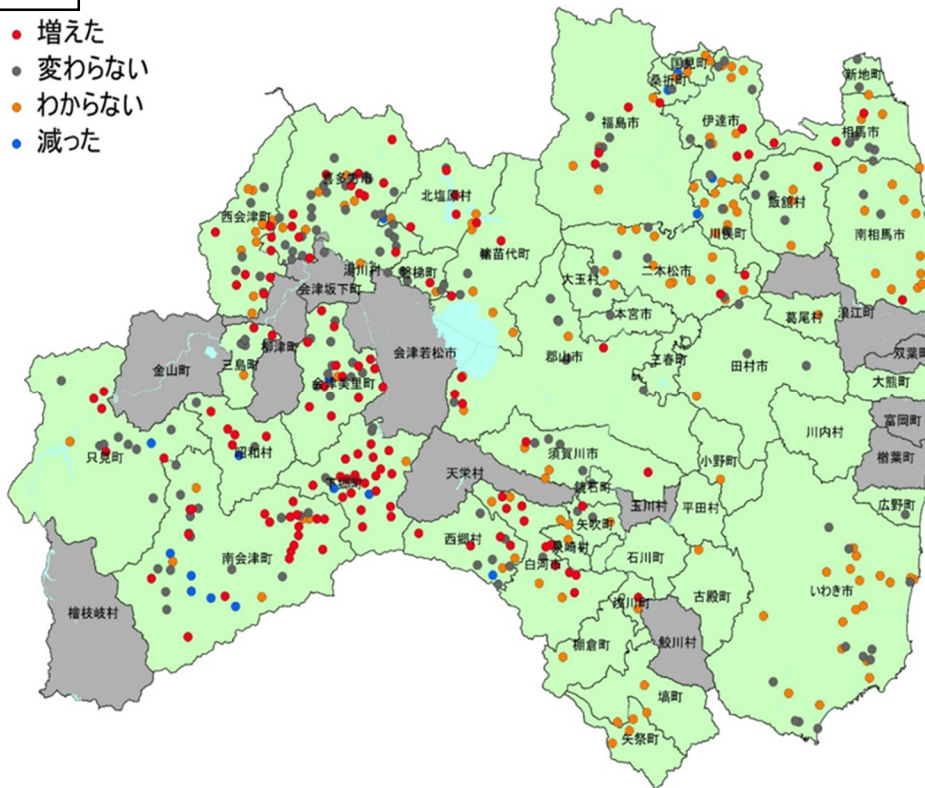 増えた
変わらない
わからない
減った
国見町
桑折町
新地町
福島市
伊達市
相馬市
喜多方市
北塩原村
飯舘村
西会津町
川俣町
南相馬市
猪苗代町
湯川村
磐梯町
二本松市
大玉村
会津坂下町
本宮市
葛尾村
浪江町
柳津町
会津若松市
双葉町
三島町
金山町
郡山市
三春町
田村市
会津美里町
大熊町
富岡町
川内村
昭和村
只見町
須賀川市
小野町
楢葉町
天栄村
下郷町
鏡石町
玉川村
平田村
広野町
矢吹町
西郷村
泉崎村
白河市
石川町
南会津町
いわき市
浅川町
古殿町
檜枝岐村
棚倉町
鮫川村
塙町
矢祭町